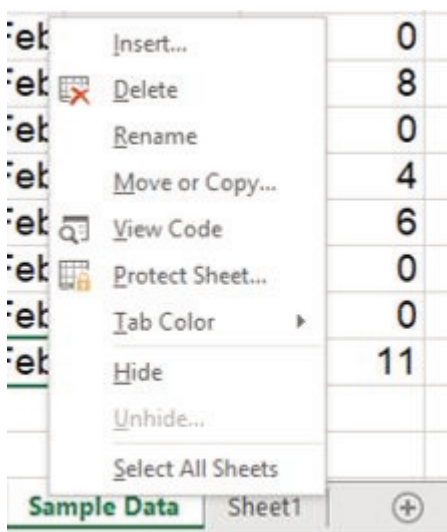 Feb Insert... 0
Feb Delete 8
Feb Rename 0
Feb Move or Copy... 4
Feb View Code 6
Feb Protect Sheet... 0
Feb Tab Color 0
Feb Hide 11
Unhide...
Select All Sheets
Sample Data Sheet1